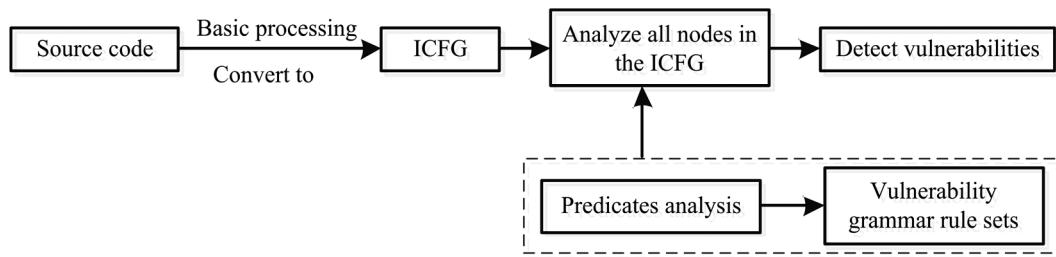 Source code
Basic processing
Convert to
ICFG
Analyze all nodes in
the ICFG
Detect vulnerabilities
Predicates analysis
Vulnerability
grammar rule sets